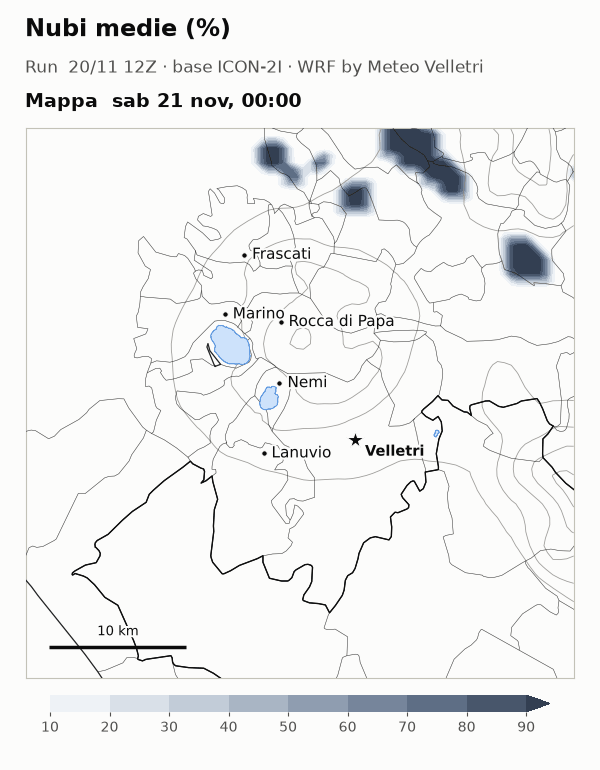 Nubi medie (%)
Run  20/11 12Z · base ICON-2I · WRF by Meteo Velletri
Mappa  sab 21 nov, 00:00
Frascati
Marino
Rocca di Papa
Nemi
Lanuvio
Velletri
10 km
10 20 30 40 50 60 70 80 90